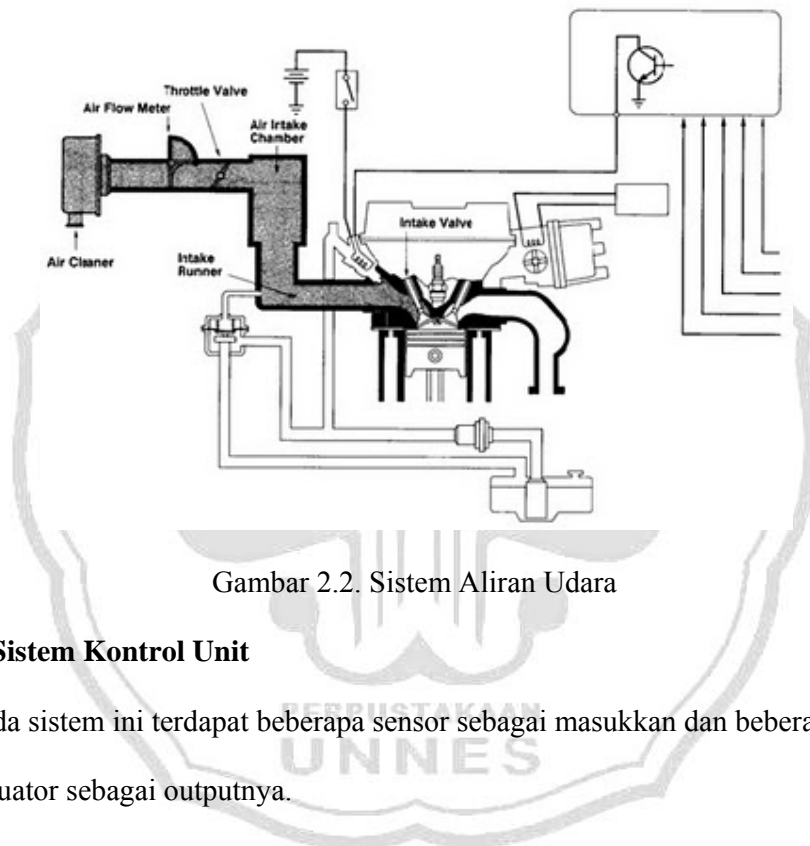 Throttle Valve
Air Flow Meter
Air Intake
Chamber
Intake Valve
Air Cleaner
Intake
Runner
Gambar 2.2. Sistem Aliran Udara
Sistem Kontrol Unit
da sistem ini terdapat beberapa sensor sebagai masukkan dan bebera
uator sebagai outputnya.
PERPUSTAKAAN
UNNES